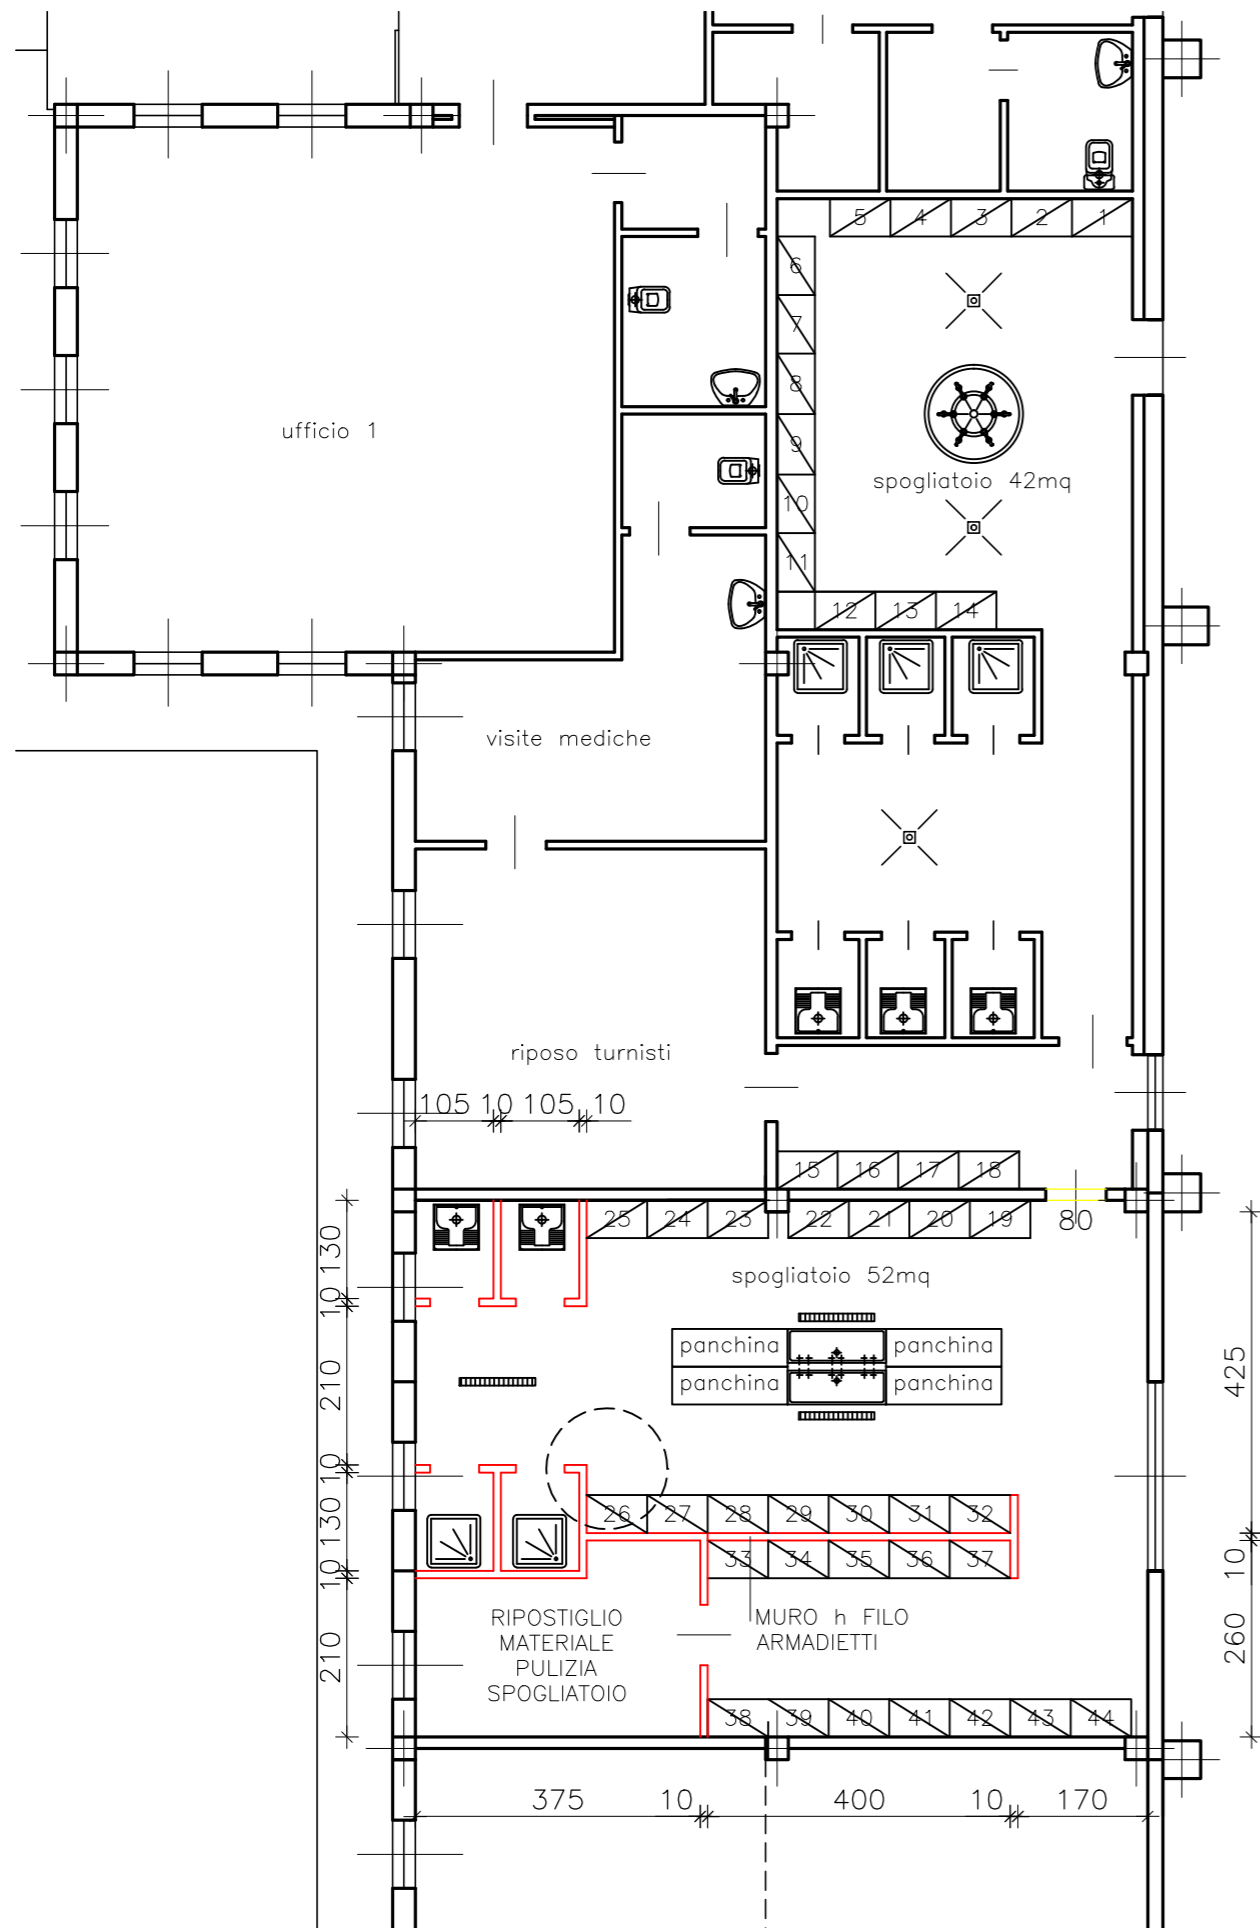 5 4 3 2 1
6
7
8
ufficio 1
9
spogliatoio 42mq
10
11
12 13 14
visite mediche
riposo turnisti
105 10 105 10
15 16 17 18
25 24 23 22 21 20 19
80
130
10
210
10
130
10
210
spogliatoio 52mq
panchina panchina
panchina panchina
425
10
260
26 27 28 29 30 31 32
33 34 35 36 37
RIPOSTIGLIO
MATERIALE
PULIZIA
SPOGLIATOIO
MURO h FILO
ARMADIETTI
38 39 40 41 42 43 44
375 10 400 10 170